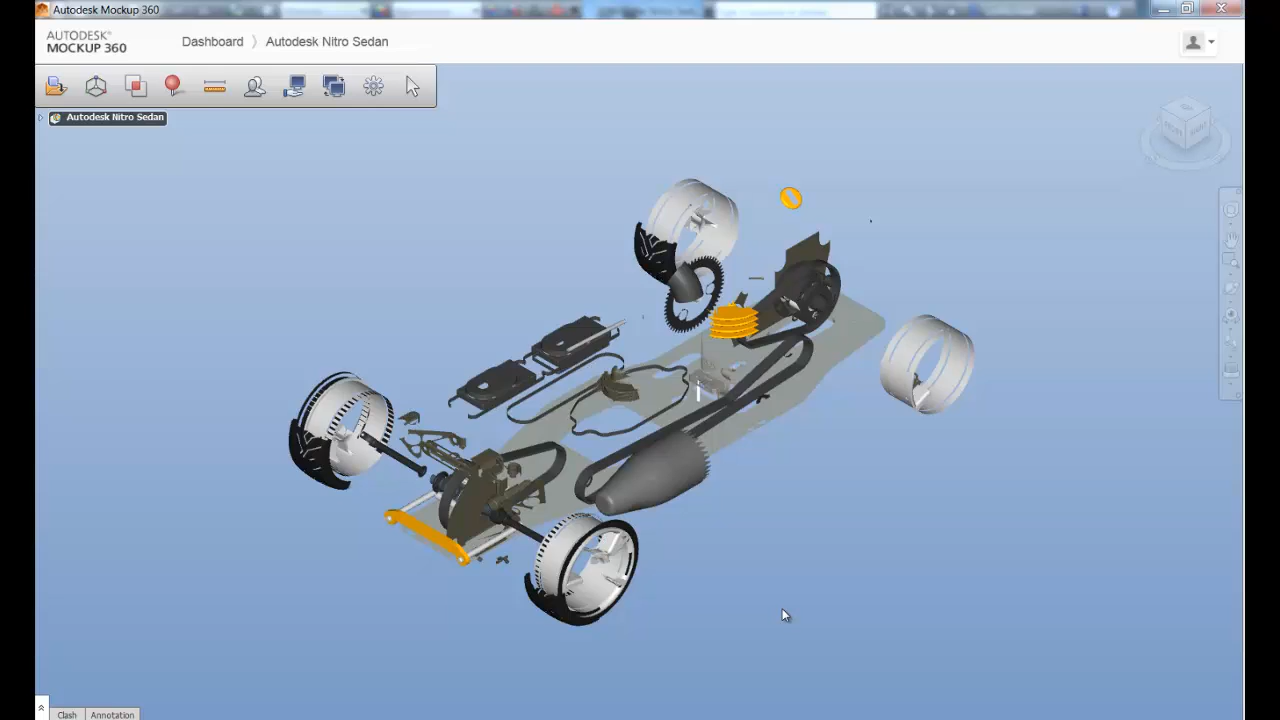 Autodesk Mockup 360
AUTODESK®
MOCKUP 360
Dashboard
Autodesk Nitro Sedan
Autodesk Nitro Sedan
Clash
Annotation